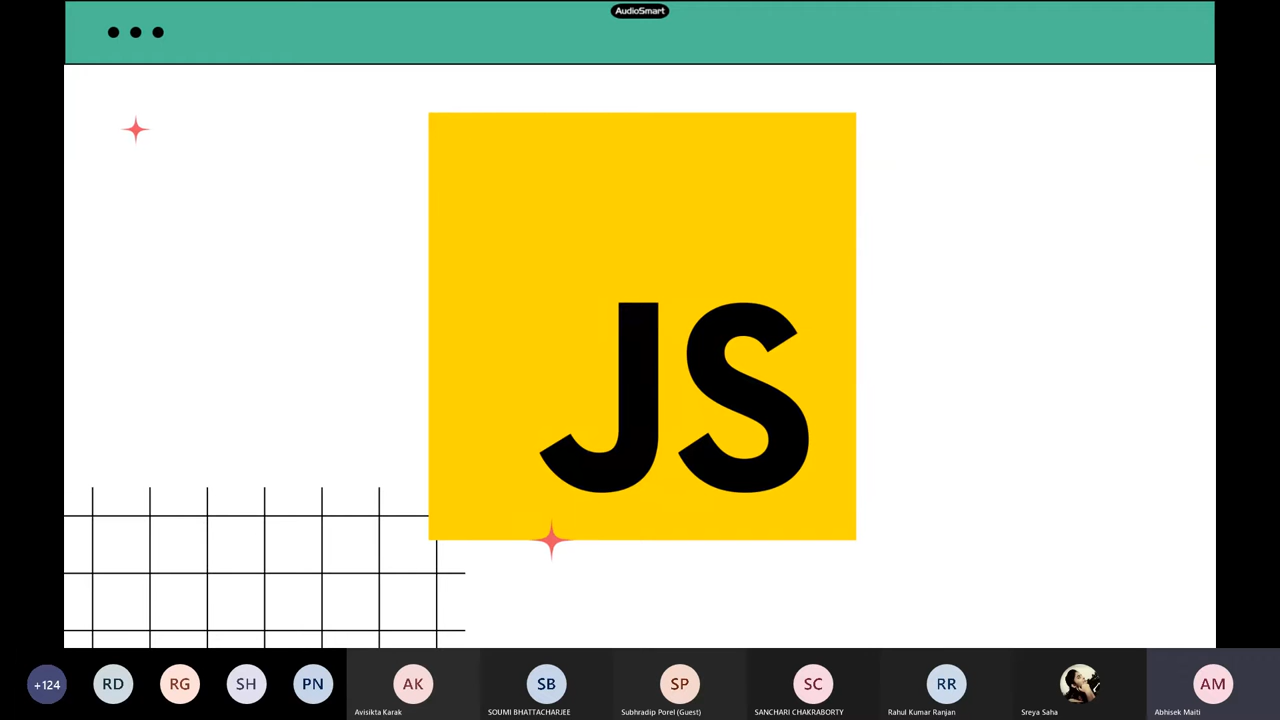 AudioSmart
JS
+124
RD
RG
SH
PN
AK
SB
SP
SC
RR
AM
Avisikta Karak
SOUMI BHATTACHARJEE
Subhradip Porel (Guest)
SANCHARI CHAKRABORTY
Rahul Kumar Ranjan
Sreya Saha
Abhisek Maiti